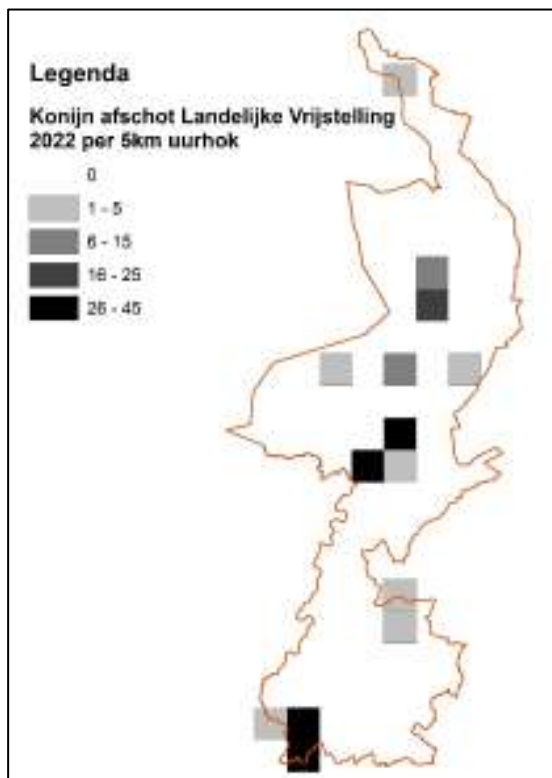 Legenda
Konijn afschot Landelijke Vrijstelling
2022 per 5km uurhok
0
1 - 5
6 - 15
16 - 25
26 - 45